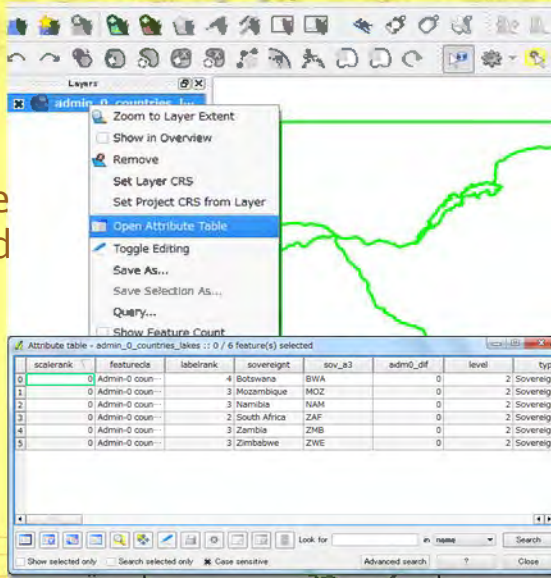 Layers
admin_0_countries_l...
Zoom to Layer Extent
Show in Overview
Remove
Set Layer CRS
Set Project CRS from Layer
e
Open Attribute Table
d
Toggle Editing
Save As...
Save Selection As...
Query...
Show Feature Count
Attribute table - admin_0_countries_lakes :: 0 / 6 feature(s) selected
scalerank featurecla labelrank sovereignt sov_a3 adm0_dif level typ
0 0 Admin-0 coun··· 4 Botswana BWA 0 2 Sovereig
1 0 Admin-0 coun··· 3 Mozambique MOZ 0 2 Sovereig
2 0 Admin-0 coun··· 3 Namibia NAM 0 2 Sovereig
3 0 Admin-0 coun··· 2 South Africa ZAF 0 2 Sovereig
4 0 Admin-0 coun··· 3 Zambia ZMB 0 2 Sovereig
5 0 Admin-0 coun··· 3 Zimbabwe ZWE 0 2 Sovereig
Look for in name Search
Show selected only Search selected only Case sensitive Advanced search ? Close